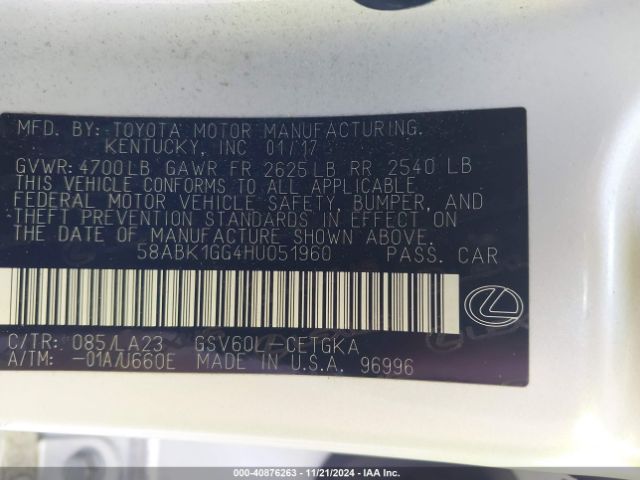 MFD. BY: TOYOTA MOTOR MANUFACTURING.
KENTUCKY, INC 01/17
GVWR: 4700LB GAWR FR 2625LB RR 2540 LB
THIS VEHICLE CONFORMS TO ALL APPLICABLE
FEDERAL MOTOR VEHICLE SAFETY, BUMPER, AND
THEFT PREVENTION STANDARDS IN EFFECT ON
THE DATE OF MANUFACTURE SHOWN ABOVE.
58ABK1GG4HU051960 PASS. CAR
C/TR: 085/LA23 GSV60L-CETGKA
A/TM: -01A/U660E MADE IN U.S.A. 96996
000-40876263 - 11/21/2024 - IAA Inc.